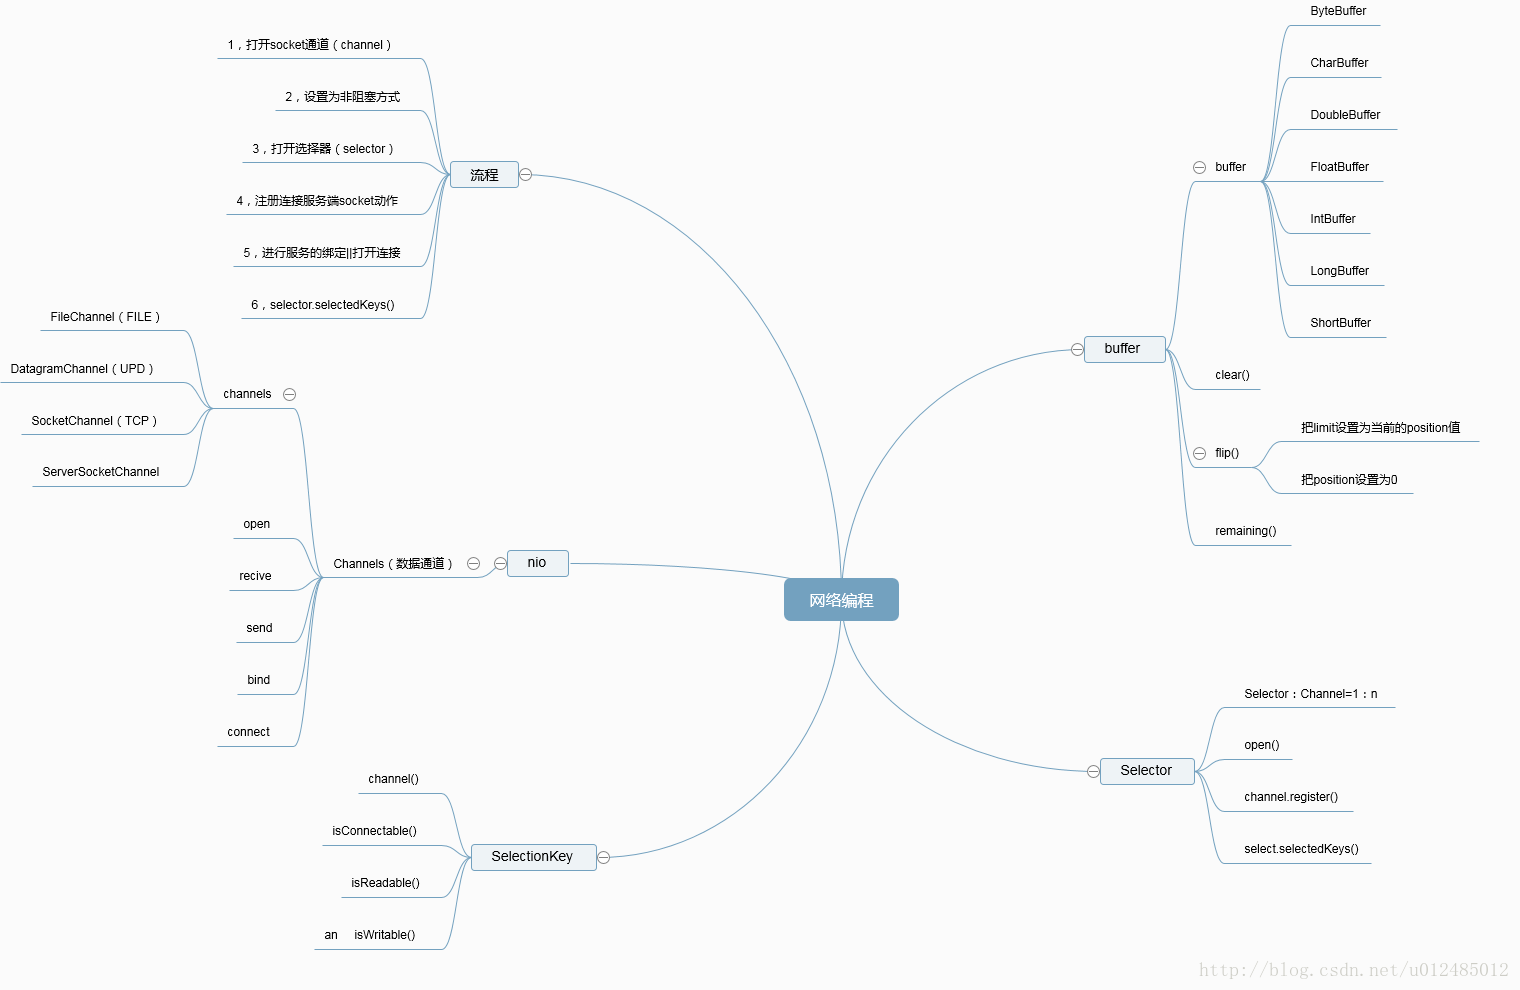 网络编程
流程
1，打开socket通道（channel）
2，设置为非阻塞方式
3，打开选择器（selector）
4，注册连接服务端socket动作
5，进行服务的绑定||打开连接
6，selector.selectedKeys()
nio
Channels（数据通道）
channels
FileChannel（FILE）
DatagramChannel（UPD）
SocketChannel（TCP）
ServerSocketChannel
open
recive
send
bind
connect
SelectionKey
channel()
isConnectable()
isReadable()
an isWritable()
buffer
buffer
ByteBuffer
CharBuffer
DoubleBuffer
FloatBuffer
IntBuffer
LongBuffer
ShortBuffer
clear()
flip()
把limit设置为当前的position值
把position设置为0
remaining()
Selector
Selector：Channel=1：n
open()
channel.register()
select.selectedKeys()
http://blog.csdn.net/u012485012